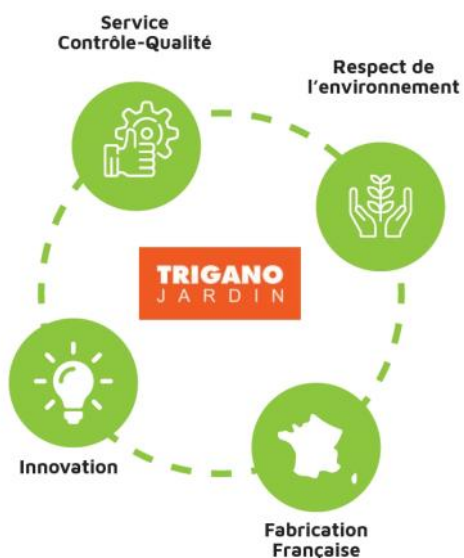 Service
Contrôle-Qualité
Respect de
l'environnement
TRIGANO
JARDIN
Innovation
Fabrication
Française